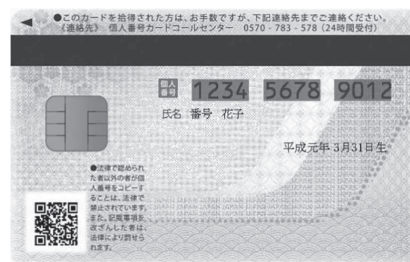 ●このカードを拾得された方は、お手数ですが、下記連絡先までご連絡ください。
《連絡先》 個人番号カードコールセンター 0570-783-578(24時間受付)
個人
番号
1234 5678 9012
氏名 番号 花子
平成元年 3月31日生
●法律で認められ
た者以外の者が個
人番号をコピーす
ることは、法律で
禁止されています。
また、記載事項を
改ざんした者は、
法律により罰せら
れます。